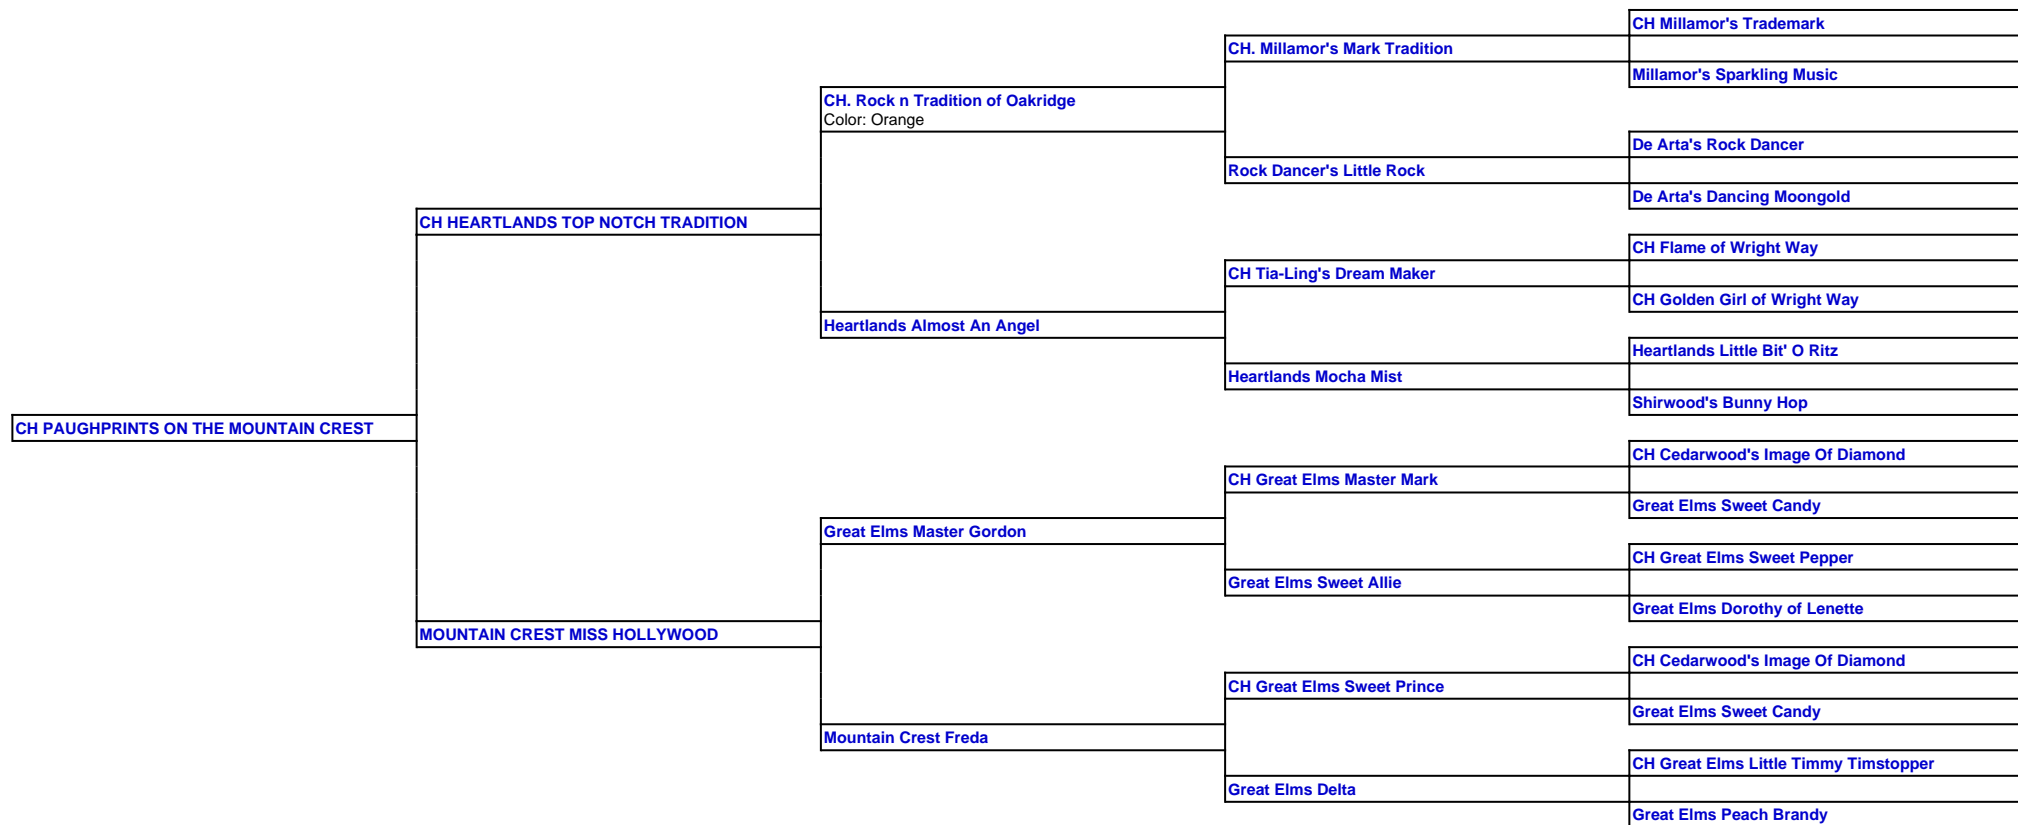 CH Millamor's Trademark
CH. Millamor's Mark Tradition
Millamor's Sparkling Music
CH. Rock n Tradition of Oakridge
Color: Orange
De Arta's Rock Dancer
Rock Dancer's Little Rock
De Arta's Dancing Moongold
CH HEARTLANDS TOP NOTCH TRADITION
CH Flame of Wright Way
CH Tia-Ling's Dream Maker
CH Golden Girl of Wright Way
Heartlands Almost An Angel
Heartlands Little Bit' O Ritz
Heartlands Mocha Mist
Shirwood's Bunny Hop
CH PAUGHPRINTS ON THE MOUNTAIN CREST
CH Cedarwood's Image Of Diamond
CH Great Elms Master Mark
Great Elms Sweet Candy
Great Elms Master Gordon
CH Great Elms Sweet Pepper
Great Elms Sweet Allie
Great Elms Dorothy of Lenette
MOUNTAIN CREST MISS HOLLYWOOD
CH Cedarwood's Image Of Diamond
CH Great Elms Sweet Prince
Great Elms Sweet Candy
Mountain Crest Freda
CH Great Elms Little Timmy Timstopper
Great Elms Delta
Great Elms Peach Brandy